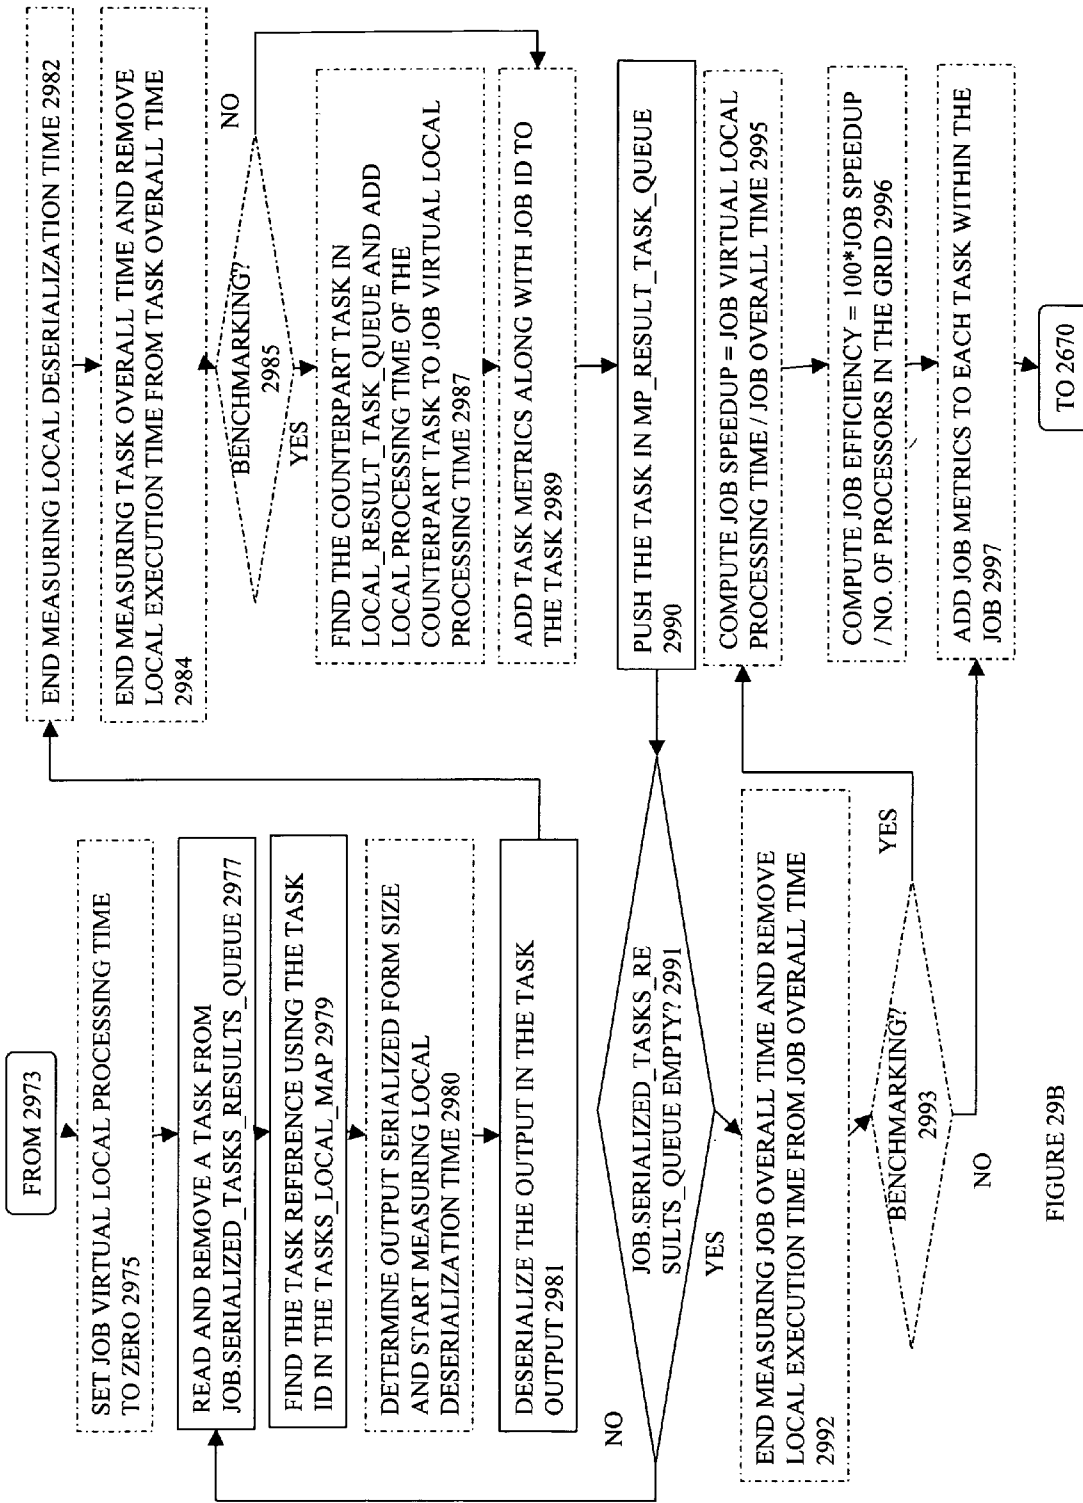 FROM 2973
SET JOB VIRTUAL LOCAL PROCESSING TIME
TO ZERO 2975
READ AND REMOVE A TASK FROM
JOB.SERIALIZED_TASKS_RESULTS_QUEUE 2977
FIND THE TASK REFERENCE USING THE TASK
ID IN THE TASKS_LOCAL_MAP 2979
DETERMINE OUTPUT SERIALIZED FORM SIZE
AND START MEASURING LOCAL
DESERIALIZATION TIME 2980
DESERIALIZE THE OUTPUT IN THE TASK
OUTPUT 2981
END MEASURING LOCAL DESERIALIZATION TIME 2982
END MEASURING TASK OVERALL TIME AND REMOVE
LOCAL EXECUTION TIME FROM TASK OVERALL TIME
2984
BENCHMARKING?
2985
NO
YES
FIND THE COUNTERPART TASK IN
LOCAL_RESULT_TASK_QUEUE AND ADD
LOCAL PROCESSING TIME OF THE
COUNTERPART TASK TO JOB VIRTUAL LOCAL
PROCESSING TIME 2987
ADD TASK METRICS ALONG WITH JOB ID TO
THE TASK 2989
PUSH THE TASK IN MP_RESULT_TASK_QUEUE
2990
JOB.SERIALIZED_TASKS_RE
SULTS_QUEUE EMPTY? 2991
NO
YES
END MEASURING JOB OVERALL TIME AND REMOVE
LOCAL EXECUTION TIME FROM JOB OVERALL TIME
2992
BENCHMARKING?
2993
YES
NO
COMPUTE JOB SPEEDUP = JOB VIRTUAL LOCAL
PROCESSING TIME / JOB OVERALL TIME 2995
COMPUTE JOB EFFICIENCY = 100*JOB SPEEDUP
/ NO. OF PROCESSORS IN THE GRID 2996
ADD JOB METRICS TO EACH TASK WITHIN THE
JOB 2997
TO 2670
FIGURE 29B